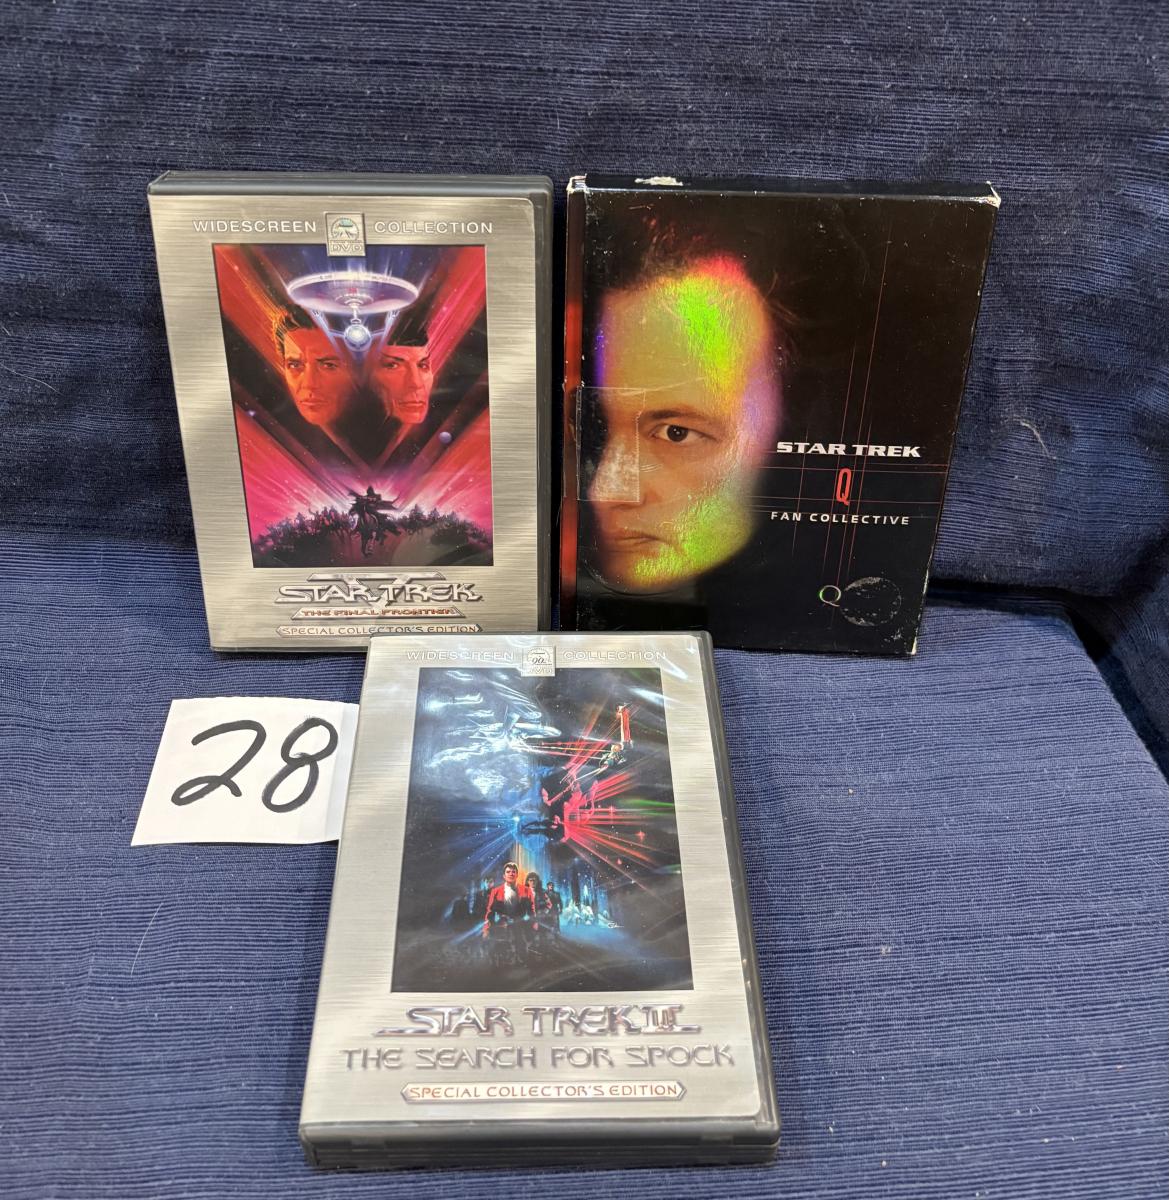 WIDESCREEN DVD COLLECTION
STAR TREK V
THE FINAL FRONTIER
SPECIAL COLLECTOR'S EDITION
STAR TREK
Q
FAN COLLECTIVE
Q
28
WIDESCREEN DVD COLLECTION
STAR TREK III
THE SEARCH FOR SPOCK
SPECIAL COLLECTOR'S EDITION